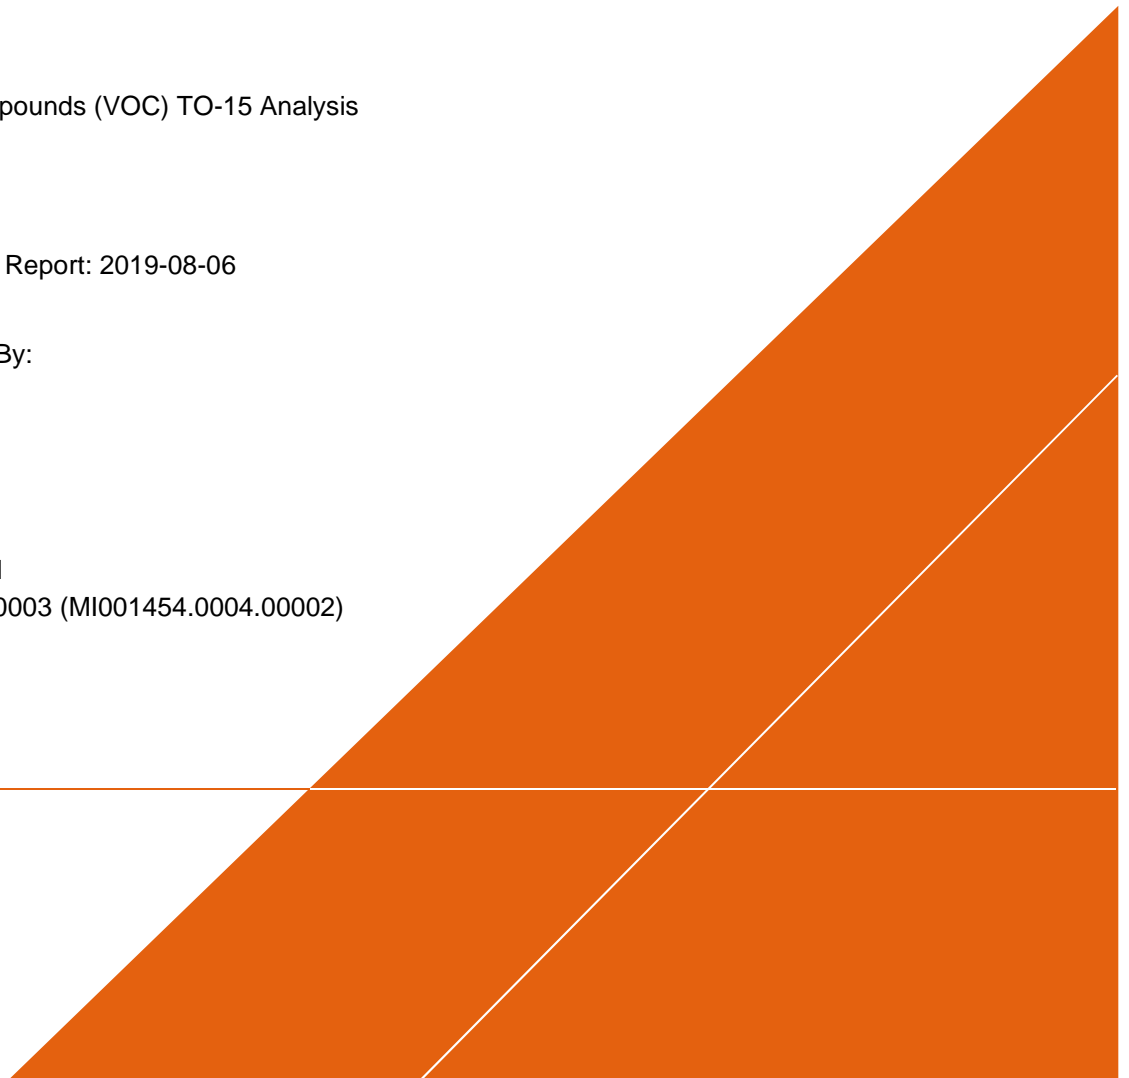 pounds (VOC) TO-15 Analysis
Report: 2019-08-06
By:
0003 (MI001454.0004.00002)